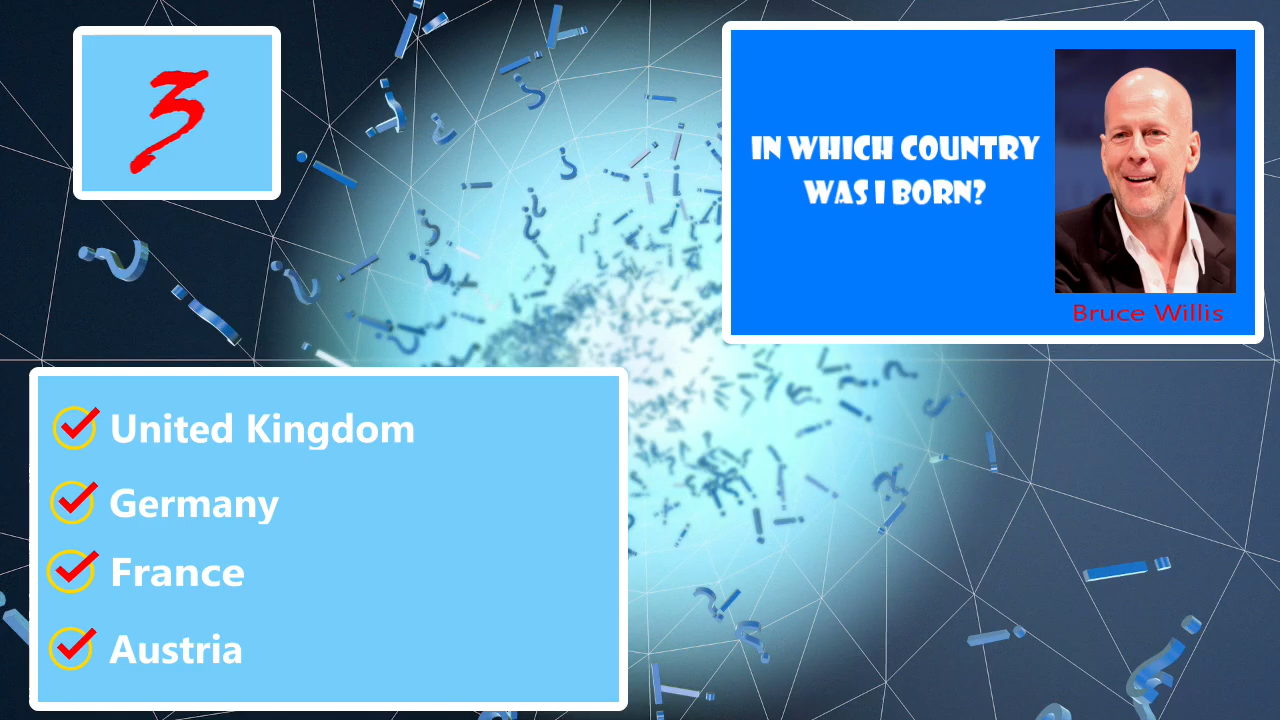 3
IN WHICH COUNTRY
WAS I BORN?
Bruce Willis
United Kingdom
Germany
France
Austria